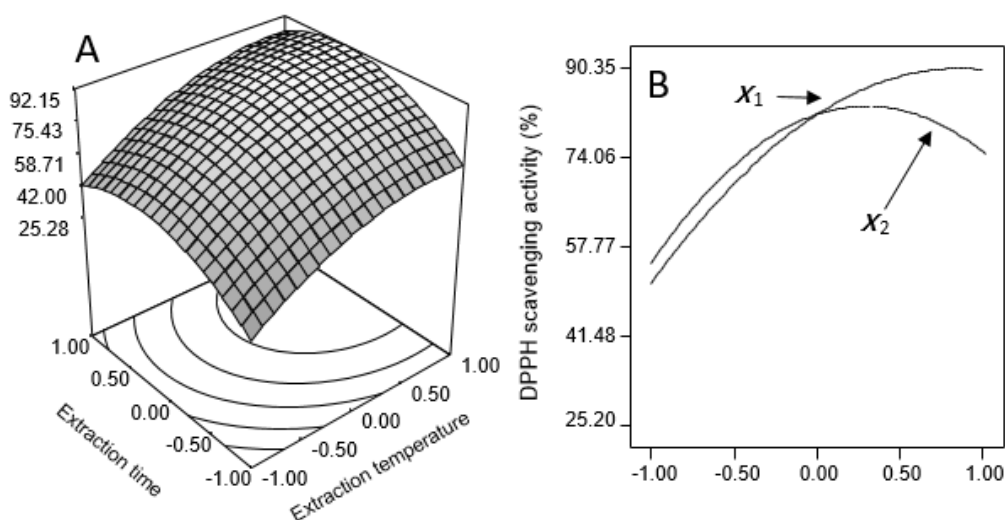 A
92.15
75.43
58.71
42.00
25.28
1.00
0.50
0.00
-0.50
-1.00
Extraction time
-1.00
-0.50
0.00
0.50
1.00
Extraction temperature
B
DPPH scavenging activity (%)
90.35
74.06
57.77
41.48
25.20
x1
x2
-1.00 -0.50 0.00 0.50 1.00